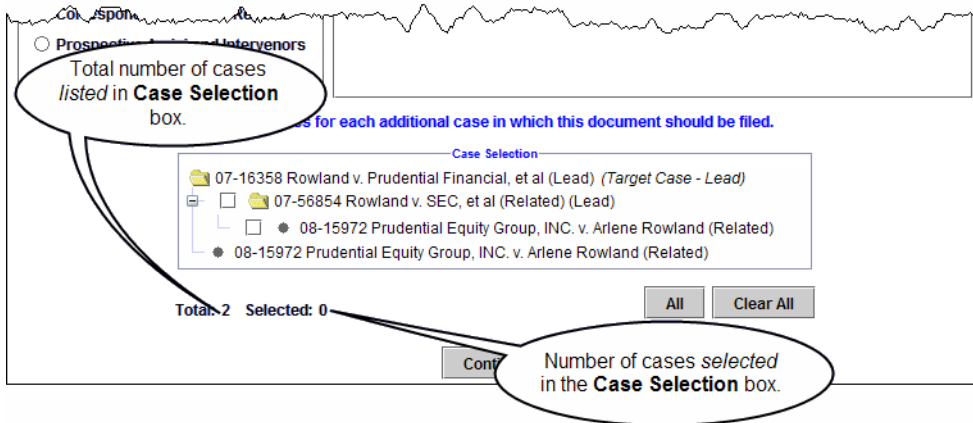 Prospective
Intervenors
Total number of cases
listed in Case Selection
box.
for each additional case in which this document should be filed.
Case Selection
07-16358 Rowland v. Prudential Financial, et al (Lead) (Target Case - Lead)
07-56854 Rowland v. SEC, et al (Related) (Lead)
08-15972 Prudential Equity Group, INC. v. Arlene Rowland (Related)
08-15972 Prudential Equity Group, INC. v. Arlene Rowland (Related)
Total: 2 Selected: 0
All
Clear All
Number of cases selected
in the Case Selection box.